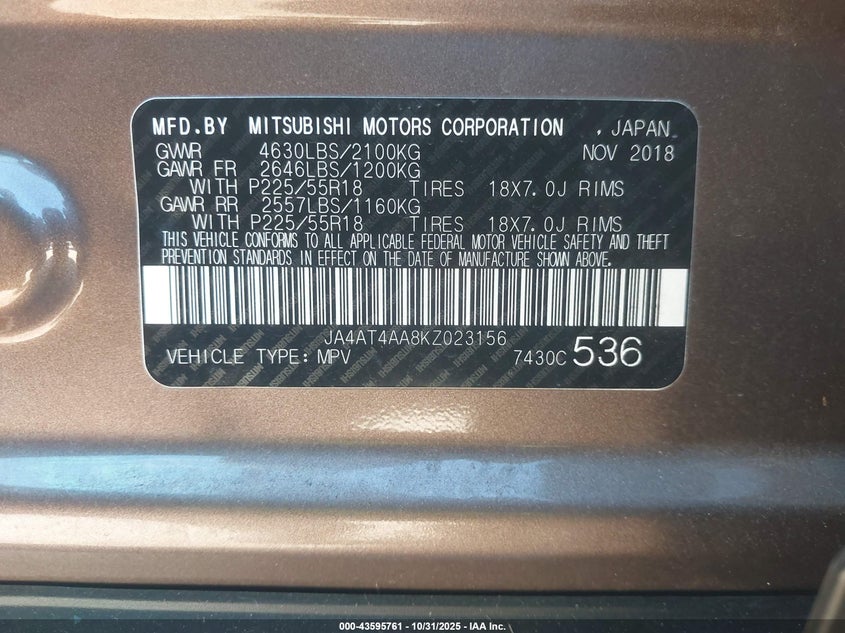 MFD.BY MITSUBISHI MOTORS CORPORATION , JAPAN
GVWR 4630LBS/2100KG NOV 2018
GAWR FR 2646LBS/1200KG
WITH P225/55R18 TIRES 18X7.0J RIMS
GAWR RR 2557LBS/1160KG
WITH P225/55R18 TIRES 18X7.0J RIMS
THIS VEHICLE CONFORMS TO ALL APPLICABLE FEDERAL MOTOR VEHICLE SAFETY AND THEFT
PREVENTION STANDARDS IN EFFECT ON THE DATE OF MANUFACTURE SHOWN ABOVE.
JA4AT4AA8KZ023156
VEHICLE TYPE: MPV 7430C 536
000-43595761 - 10/31/2025 - IAA Inc.